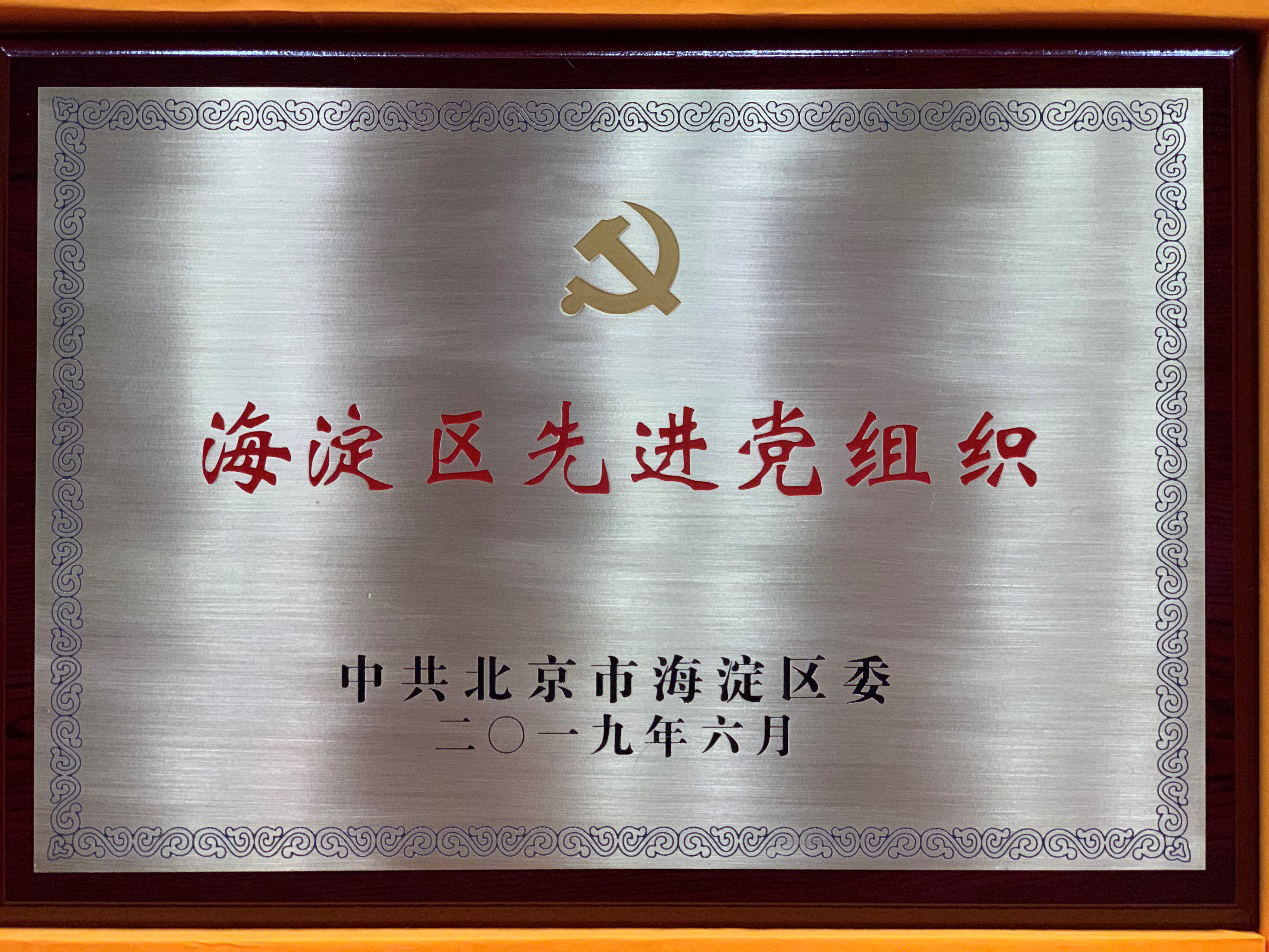 海淀区先进党组织
中共北京市海淀区委
二〇一九年六月